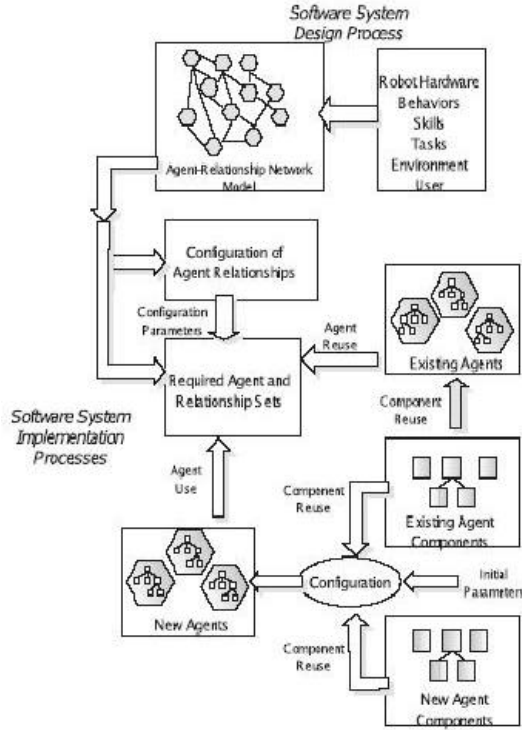 Software System
Design Process
Robot Hardware
Behaviors
Skills
Tasks
Environment
User
Agent-Relationship Network
Model
Configuration of
Agent Relationships
Configuration
Parameters
Agent
Reuse
Existing Agents
Required Agent and
Relationship Sets
Component
Reuse
Software System
Implementation
Processes
Agent
Use
Component
Reuse
Existing Agent
Components
Configuration
Initial
Parameters
New Agents
Component
Reuse
New Agent
Components